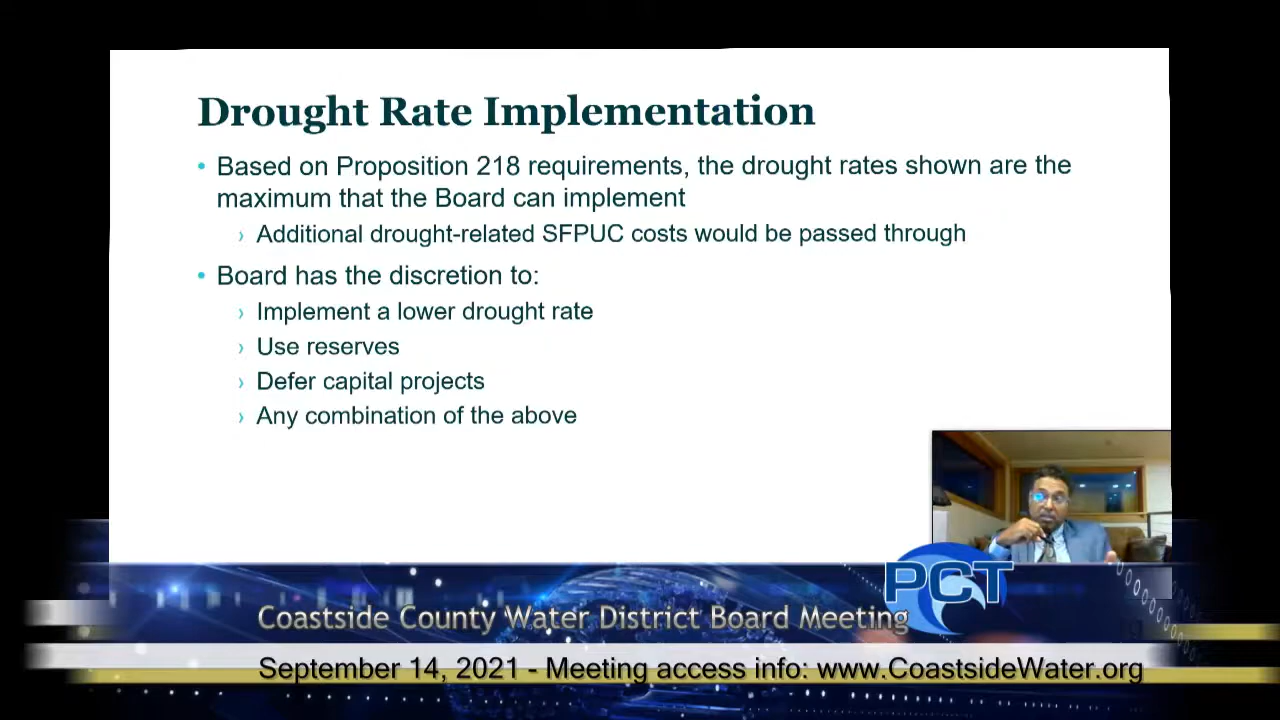 Drought Rate Implementation
• Based on Proposition 218 requirements, the drought rates shown are the
maximum that the Board can implement
› Additional drought-related SFPUC costs would be passed through
• Board has the discretion to:
› Implement a lower drought rate
› Use reserves
› Defer capital projects
› Any combination of the above
PCT
Coastside County Water District Board Meeting
September 14, 2021 - Meeting access info: www.CoastsideWater.org